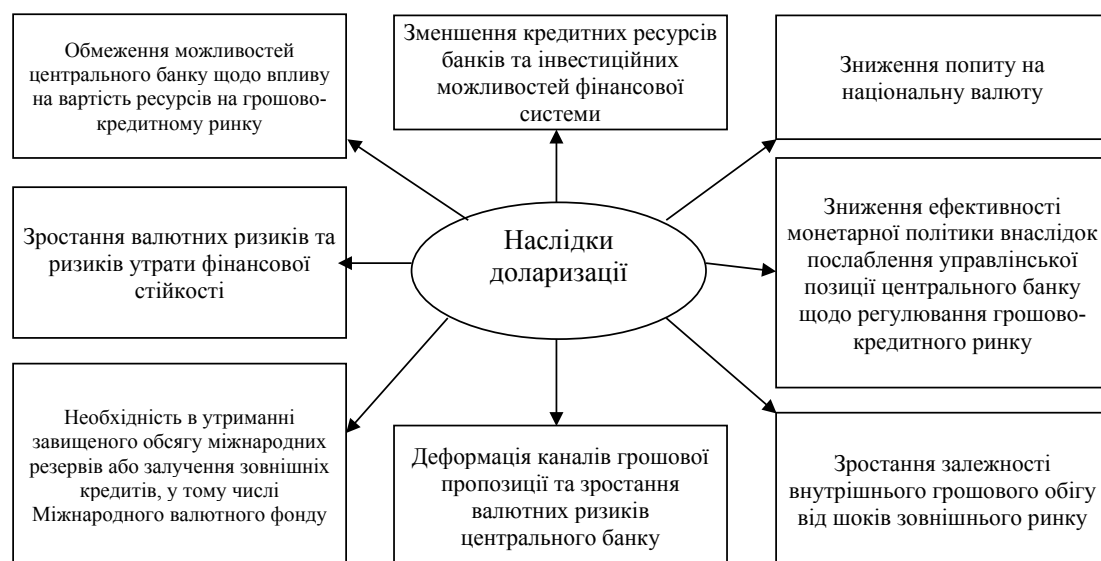 Обмеження можливостей
центрального банку щодо впливу
на вартість ресурсів на грошово-
кредитному ринку
Зменшення кредитних ресурсів
банків та інвестиційних
можливостей фінансової
системи
Зниження попиту на
національну валюту
Зростання валютних ризиків та
ризиків утрати фінансової
стійкості
Наслідки
доларизації
Зниження ефективності
монетарної політики внаслідок
послаблення управлінської
позиції центрального банку
щодо регулювання грошово-
кредитного ринку
Необхідність в утриманні
завищеного обсягу міжнародних
резервів або залучення зовнішніх
кредитів, у тому числі
Міжнародного валютного фонду
Деформація каналів грошової
пропозиції та зростання
валютних ризиків
центрального банку
Зростання залежності
внутрішнього грошового обігу
від шоків зовнішнього ринку